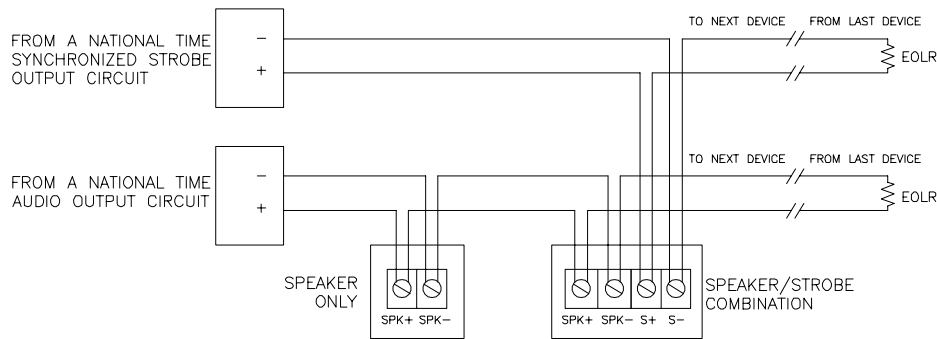 TO NEXT DEVICE FROM LAST DEVICE
FROM A NATIONAL TIME
SYNCHRONIZED STROBE
OUTPUT CIRCUIT
−
+
EOLR
TO NEXT DEVICE FROM LAST DEVICE
FROM A NATIONAL TIME
AUDIO OUTPUT CIRCUIT
−
+
EOLR
SPEAKER
ONLY
SPK+ SPK−
SPK+ SPK− S+ S−
SPEAKER/STROBE
COMBINATION